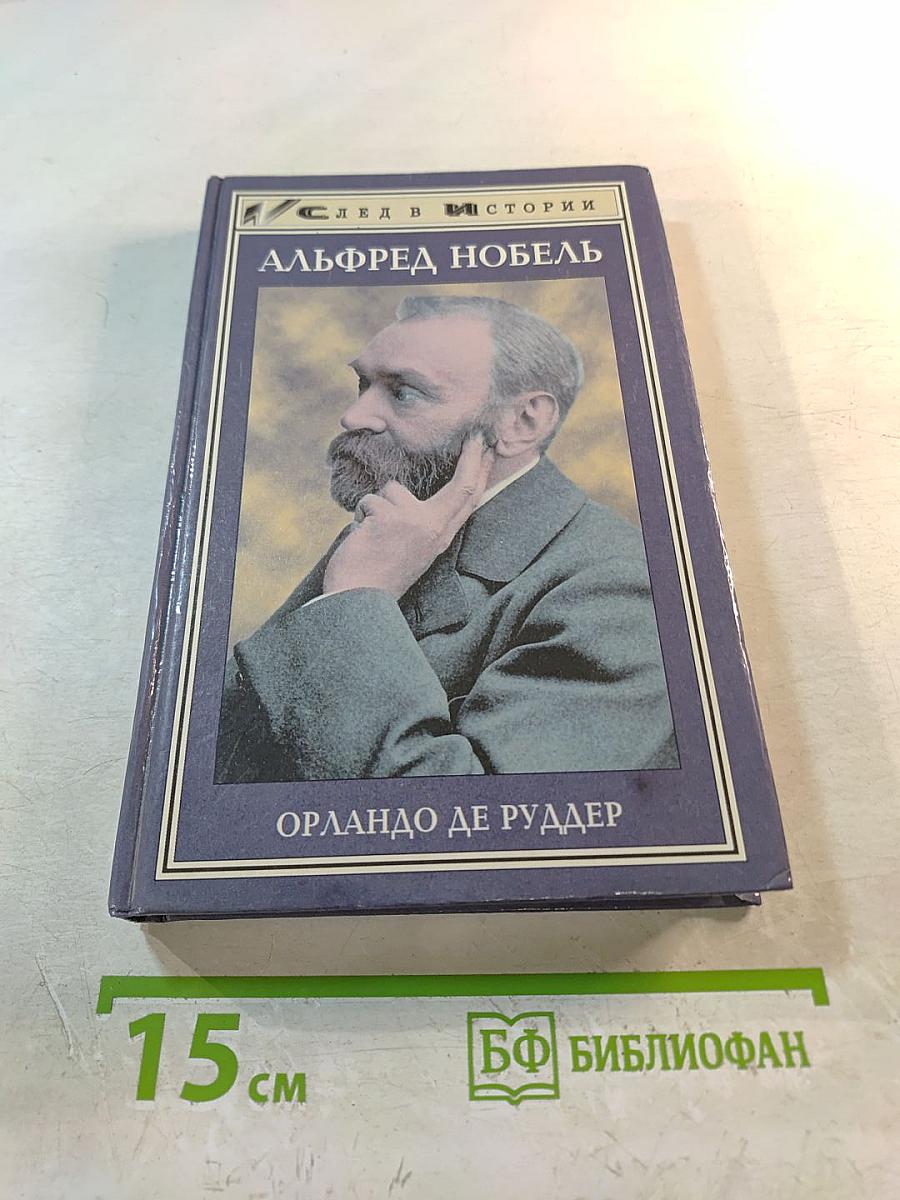 След в Истории
АЛЬФРЕД НОБЕЛЬ
ОРЛАНДО ДЕ РУДДЕР
15 см
БФ БИБЛИОФАН